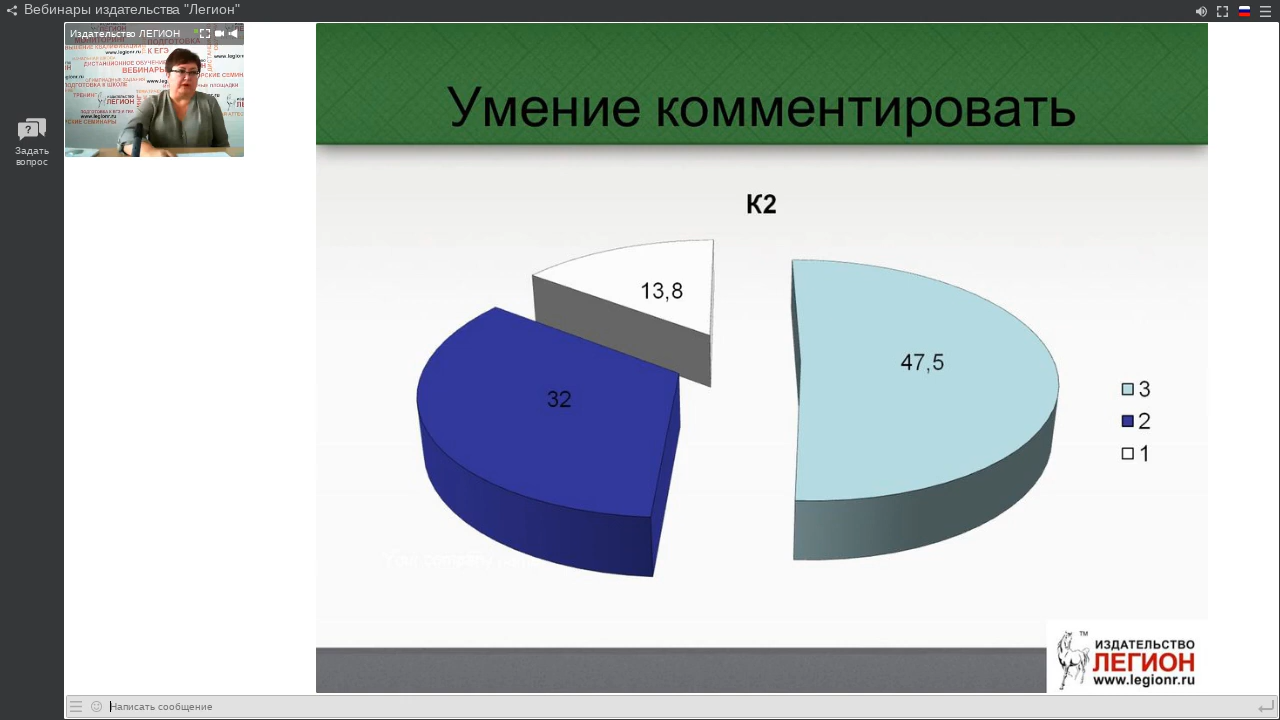 Вебинары издательства "Легион"
Издательство ЛЕГИОН
Задать
вопрос
Умение комментировать
К2
13,8
47,5
32
3
2
1
ТМ
ИЗДАТЕЛЬСТВО
ЛЕГИОН
www.legionr.ru
Написать сообщение